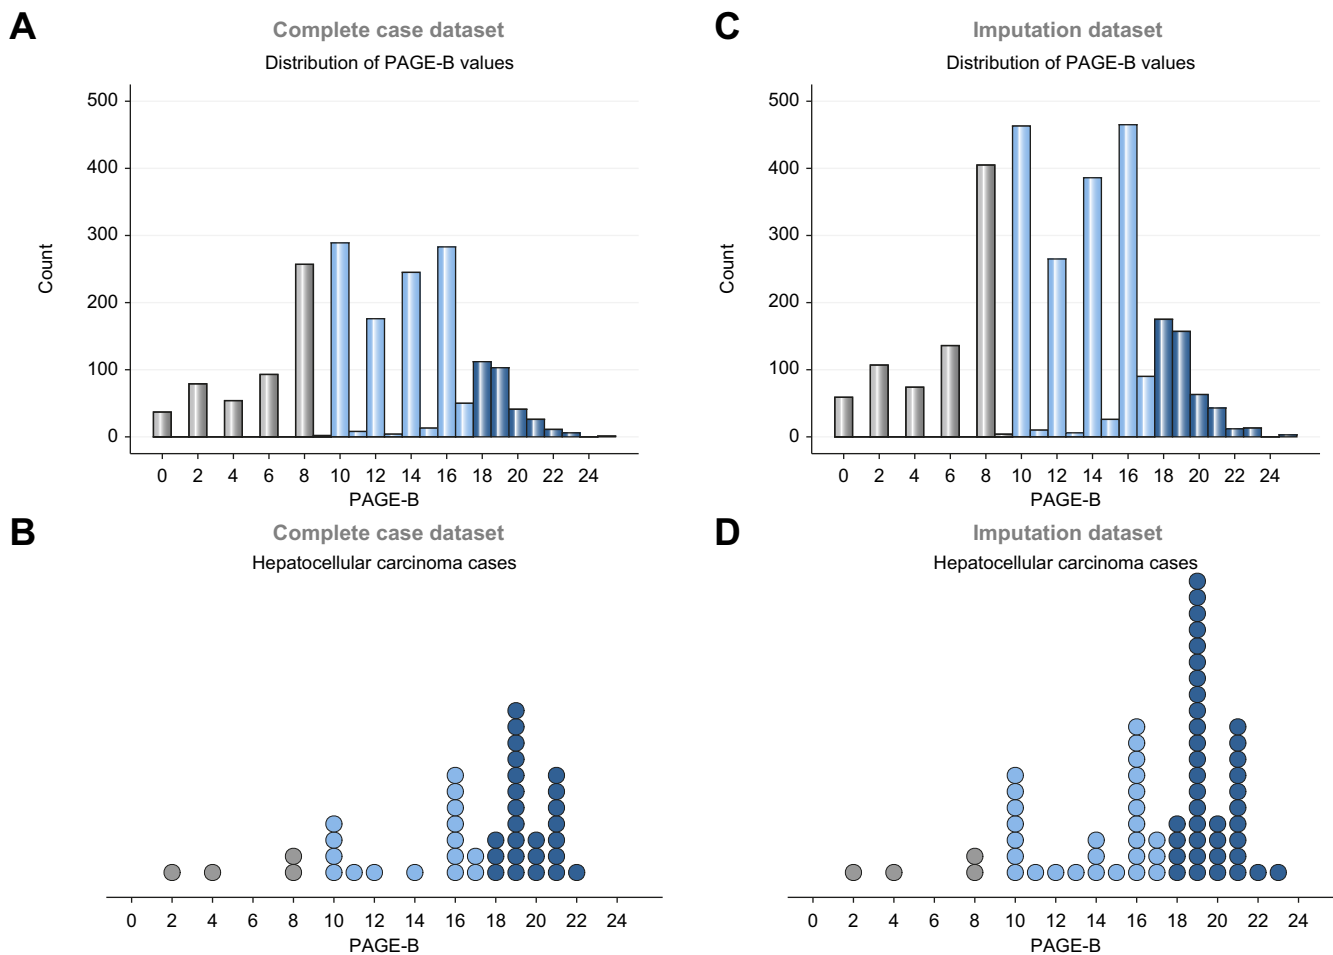 A
Complete case dataset
Distribution of PAGE-B values
500
400
300
200
100
0
Count
0 2 4 6 8 10 12 14 16 18 20 22 24
PAGE-B
C
Imputation dataset
Distribution of PAGE-B values
500
400
300
200
100
0
Count
0 2 4 6 8 10 12 14 16 18 20 22 24
PAGE-B
B
Complete case dataset
Hepatocellular carcinoma cases
0 2 4 6 8 10 12 14 16 18 20 22 24
PAGE-B
D
Imputation dataset
Hepatocellular carcinoma cases
0 2 4 6 8 10 12 14 16 18 20 22 24
PAGE-B